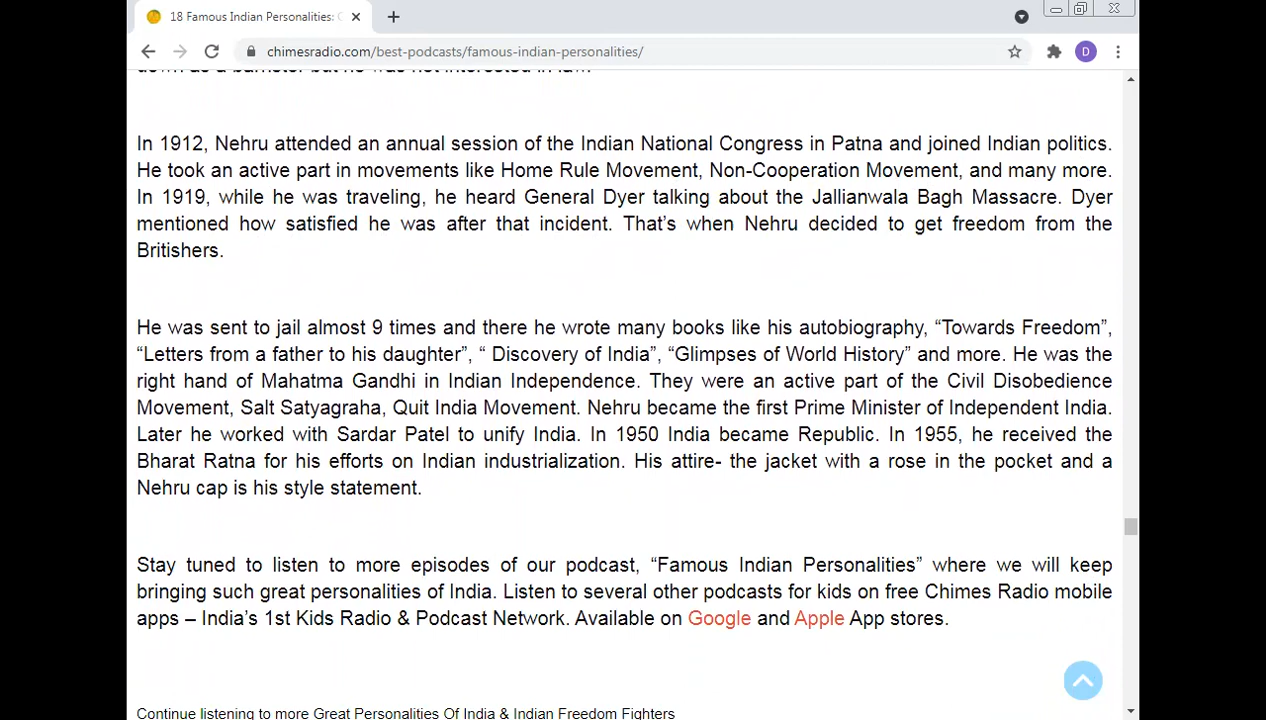 18 Famous Indian Personalities:
chimesradio.com/best-podcasts/famous-indian-personalities/
D
down as a barrister but he was not interested in law.
In 1912, Nehru attended an annual session of the Indian National Congress in Patna and joined Indian politics.
He took an active part in movements like Home Rule Movement, Non-Cooperation Movement, and many more.
In 1919, while he was traveling, he heard General Dyer talking about the Jallianwala Bagh Massacre. Dyer
mentioned how satisfied he was after that incident. That’s when Nehru decided to get freedom from the
Britishers.
He was sent to jail almost 9 times and there he wrote many books like his autobiography, “Towards Freedom”,
“Letters from a father to his daughter”, “ Discovery of India”, “Glimpses of World History” and more. He was the
right hand of Mahatma Gandhi in Indian Independence. They were an active part of the Civil Disobedience
Movement, Salt Satyagraha, Quit India Movement. Nehru became the first Prime Minister of Independent India.
Later he worked with Sardar Patel to unify India. In 1950 India became Republic. In 1955, he received the
Bharat Ratna for his efforts on Indian industrialization. His attire- the jacket with a rose in the pocket and a
Nehru cap is his style statement.
Stay tuned to listen to more episodes of our podcast, “Famous Indian Personalities” where we will keep
bringing such great personalities of India. Listen to several other podcasts for kids on free Chimes Radio mobile
apps – India’s 1st Kids Radio & Podcast Network. Available on Google and Apple App stores.
Continue listening to more Great Personalities Of India & Indian Freedom Fighters